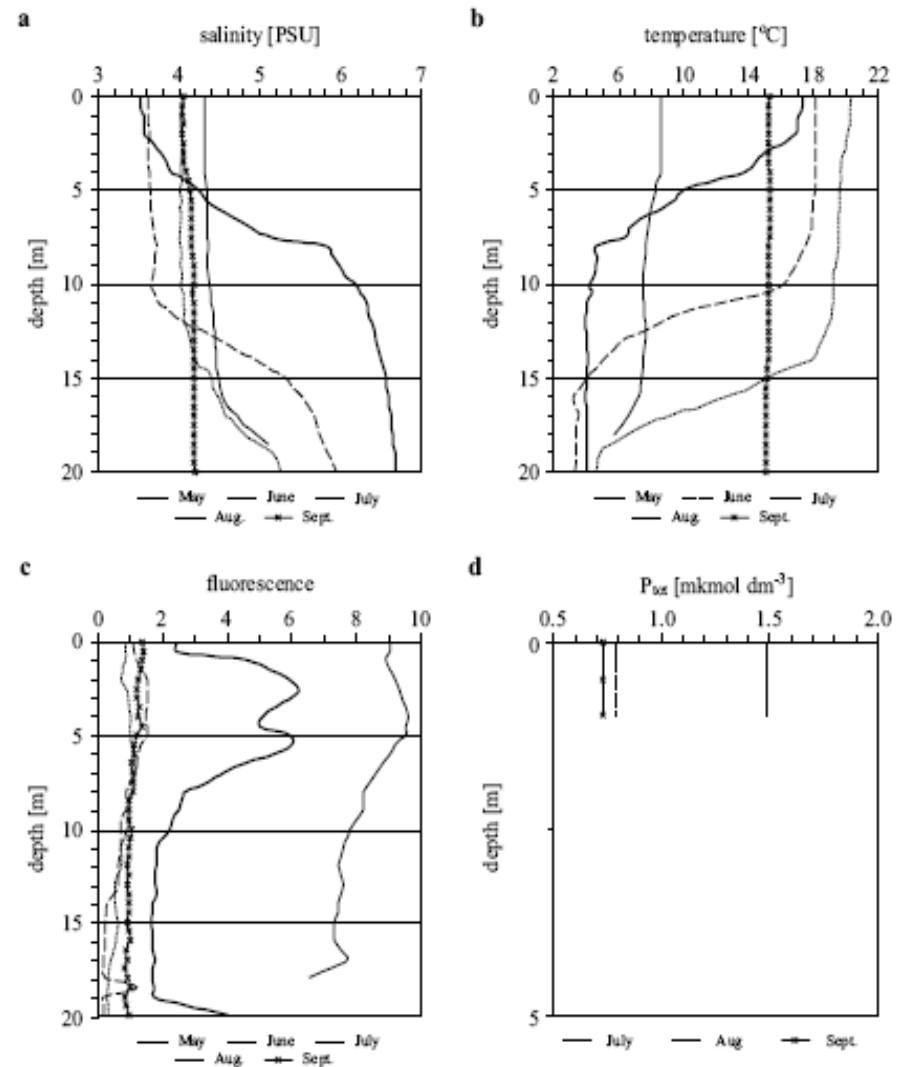 a
salinity [PSU]
3 4 5 6 7
0
5
10
15
20
depth [m]
May June July
Aug. Sept.
b
temperature [°C]
2 6 10 14 18 22
0
5
10
15
20
depth [m]
May June July
Aug. Sept.
c
fluorescence
0 2 4 6 8 10
0
5
10
15
20
depth [m]
May June July
Aug. Sept.
d
Ptot [mkmol dm-3]
0.5 1.0 1.5 2.0
0
5
depth [m]
July Aug. Sept.